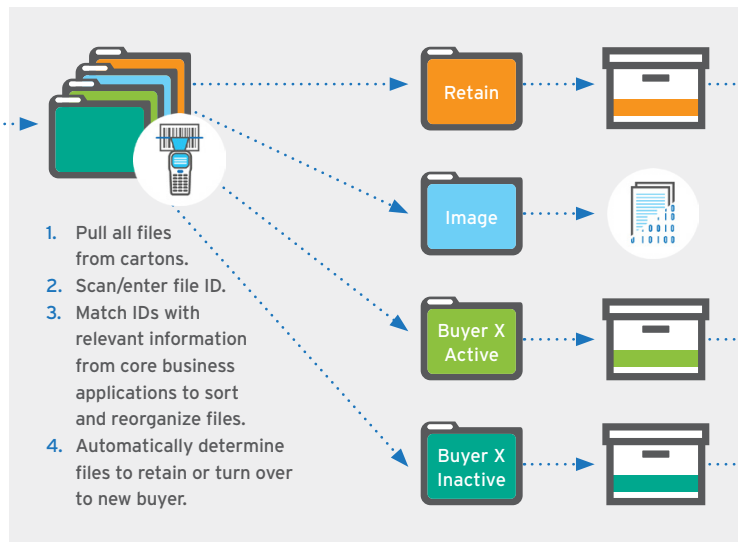 Retain
Image
1. Pull all files
from cartons.
2. Scan/enter file ID.
3. Match IDs with
relevant information
from core business
applications to sort
and reorganize files.
4. Automatically determine
files to retain or turn over
to new buyer.
Buyer X
Active
Buyer X
Inactive
0010
010100